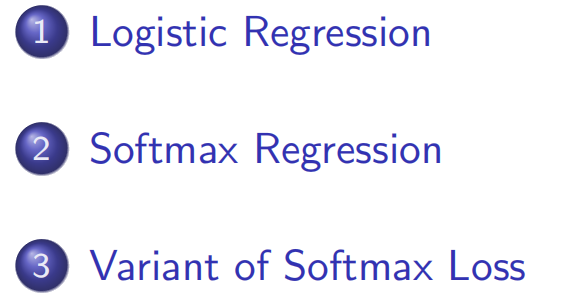 1 Logistic Regression
2 Softmax Regression
3 Variant of Softmax Loss